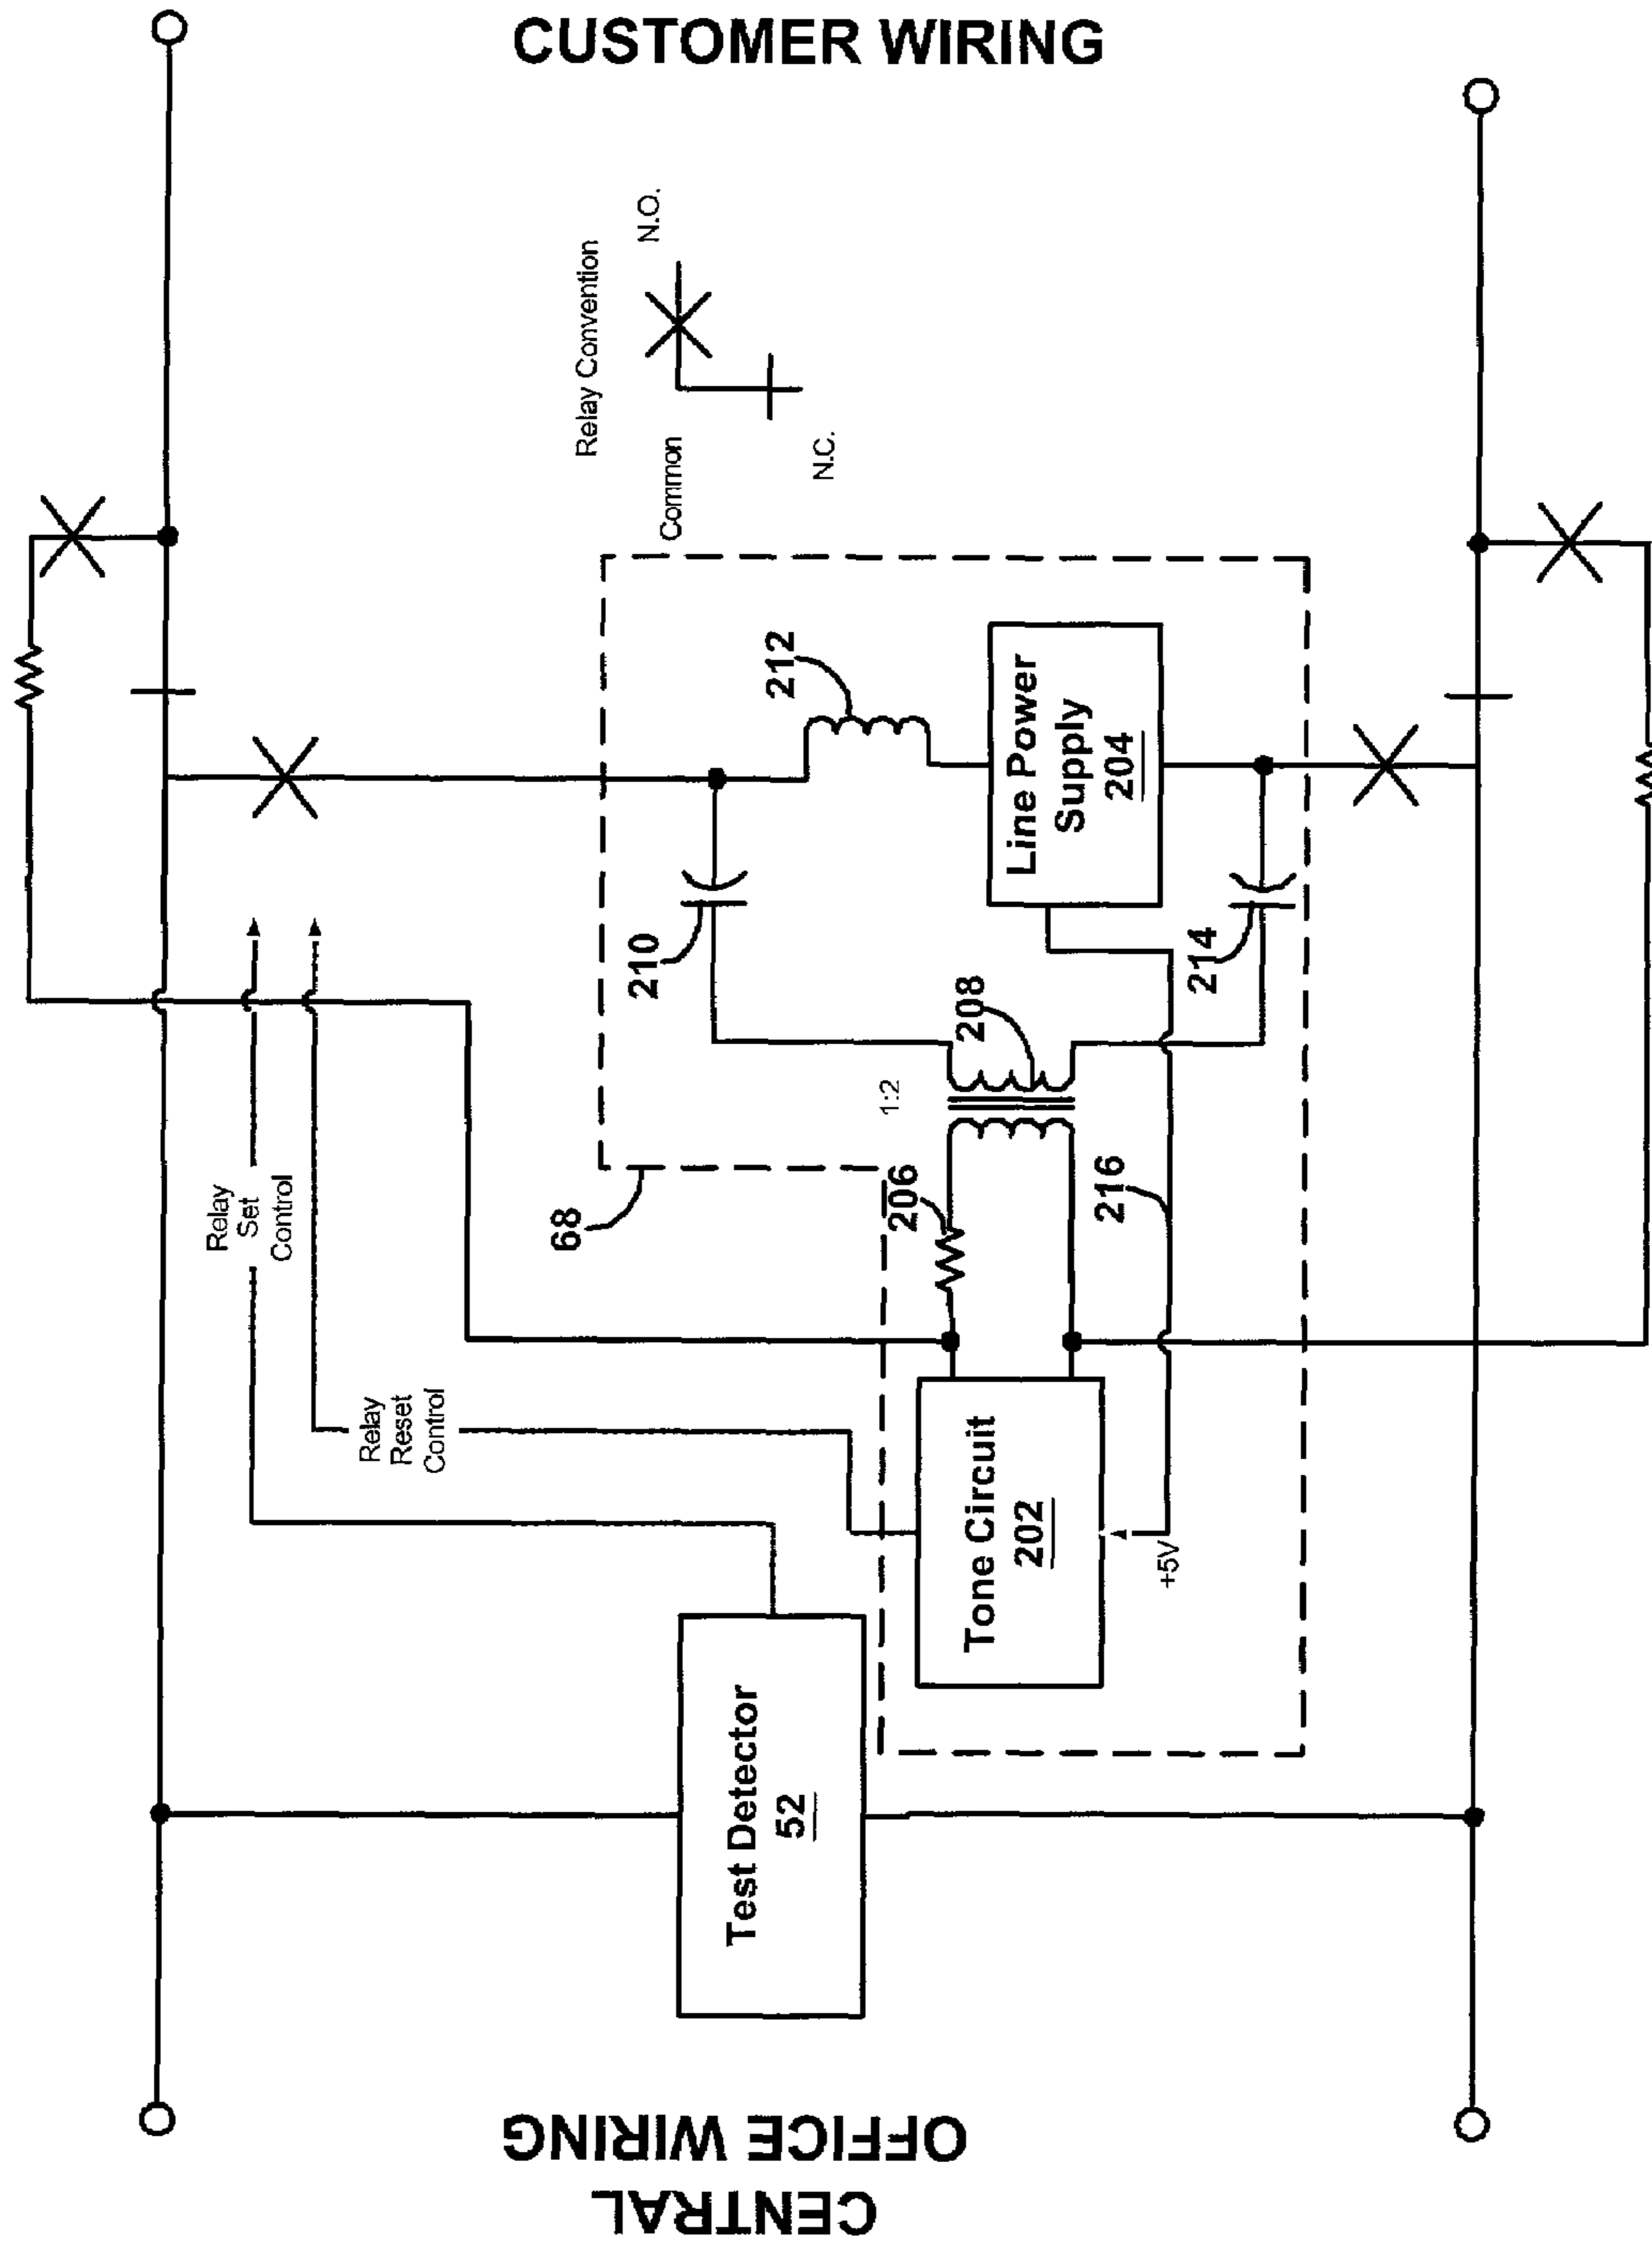 CENTRAL
OFFICE WIRING
CUSTOMER WIRING
Relay
Set
Control
Relay
Reset
Control
Relay Convention
Common
N.O.
N.C.
Test Detector
52
68
Tone Circuit
202
+5V
206
1:2
208
210
212
Line Power
Supply
204
214
216